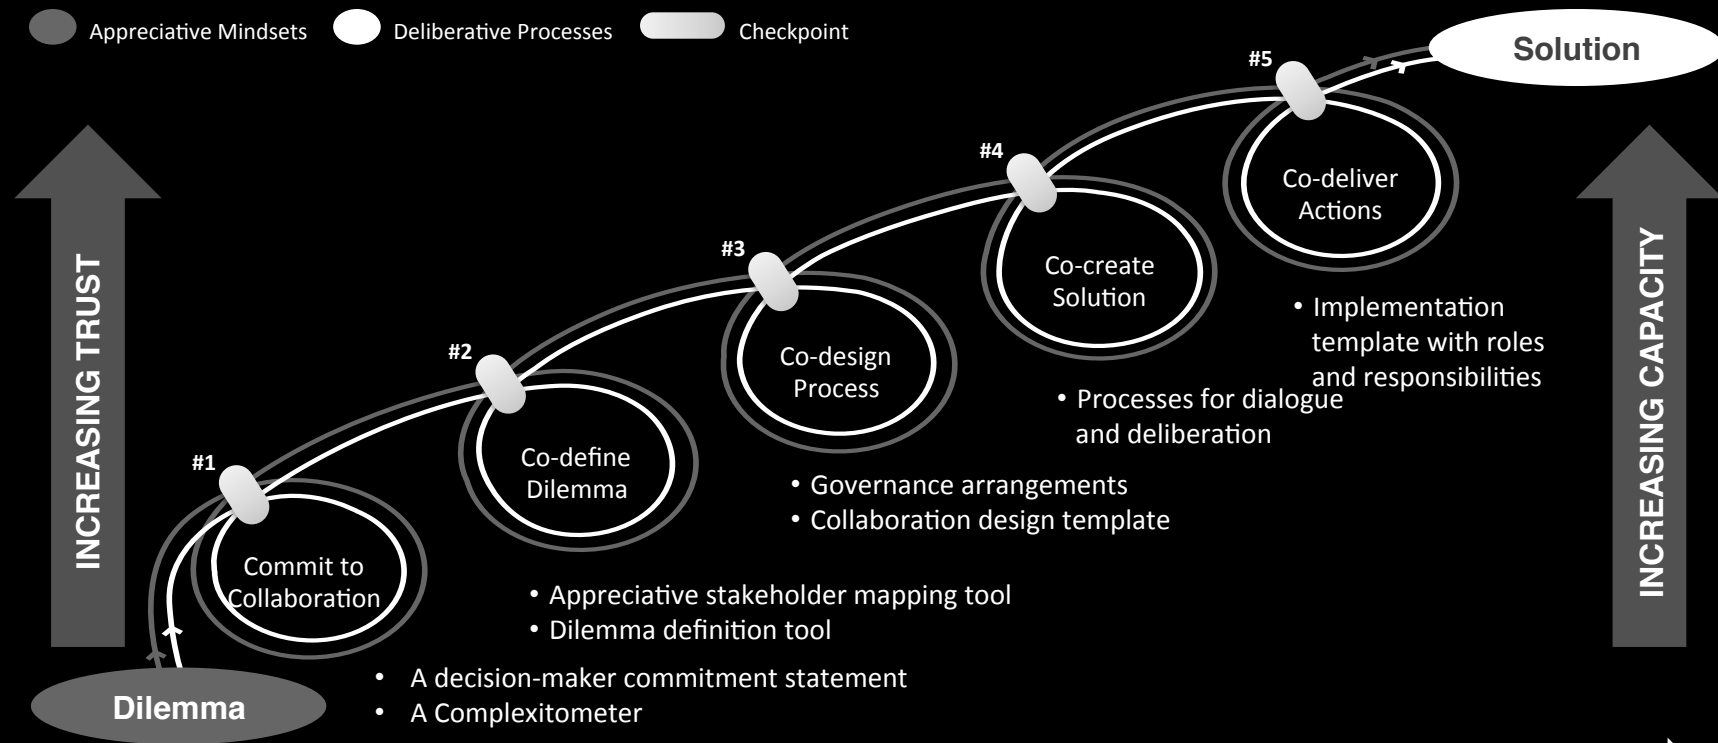 Appreciative Mindsets
Deliberative Processes
Checkpoint
#5
Solution
#4
Co-deliver
Actions
#3
Co-create
Solution
• Implementation
template with roles
and responsibilities
#2
Co-design
Process
• Processes for dialogue
and deliberation
#1
Co-define
Dilemma
• Governance arrangements
• Collaboration design template
Commit to
Collaboration
• Appreciative stakeholder mapping tool
• Dilemma definition tool
• A decision-maker commitment statement
• A Complexitometer
Dilemma
INCREASING TRUST
INCREASING CAPACITY